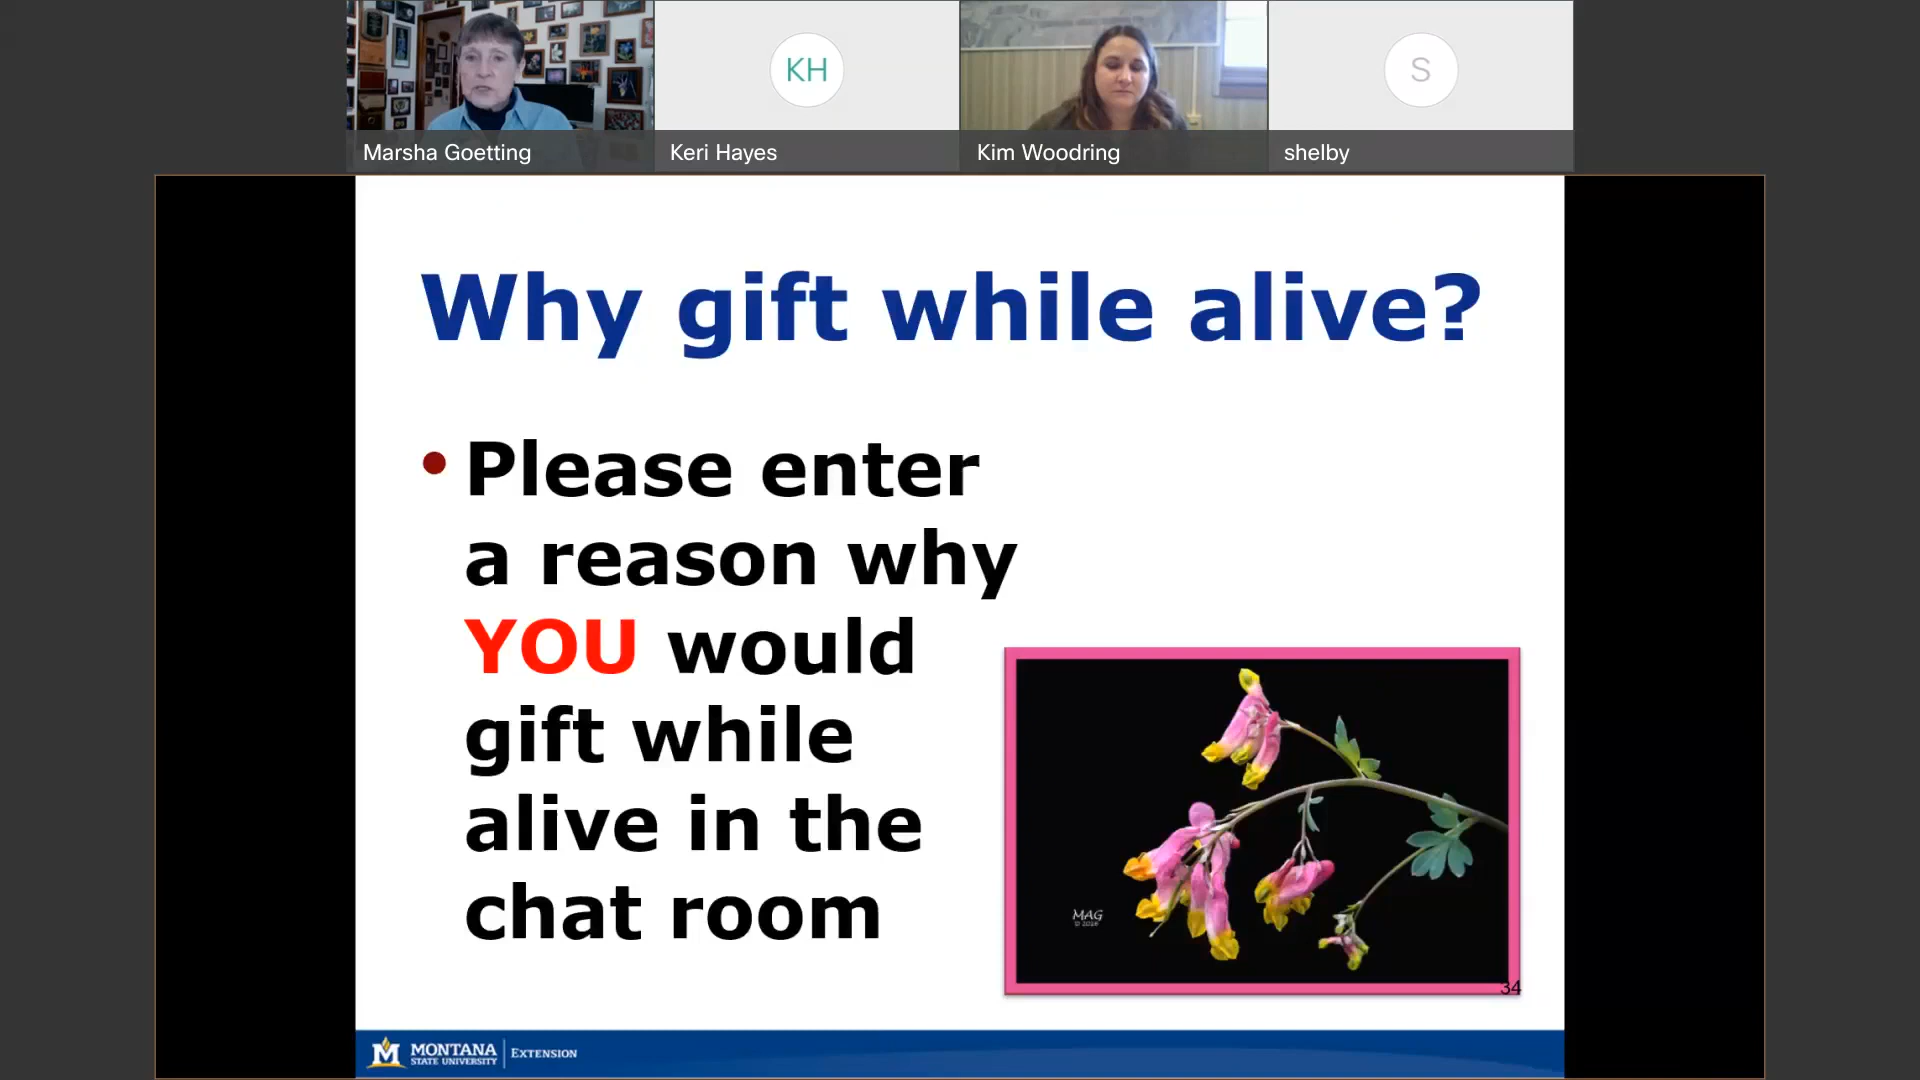 KH
S
Marsha Goetting
Keri Hayes
Kim Woodring
shelby
Why gift while alive?
• Please enter
a reason why
YOU would
gift while
alive in the
chat room
MAG
© 2020
34
M
MONTANA
STATE UNIVERSITY
EXTENSION